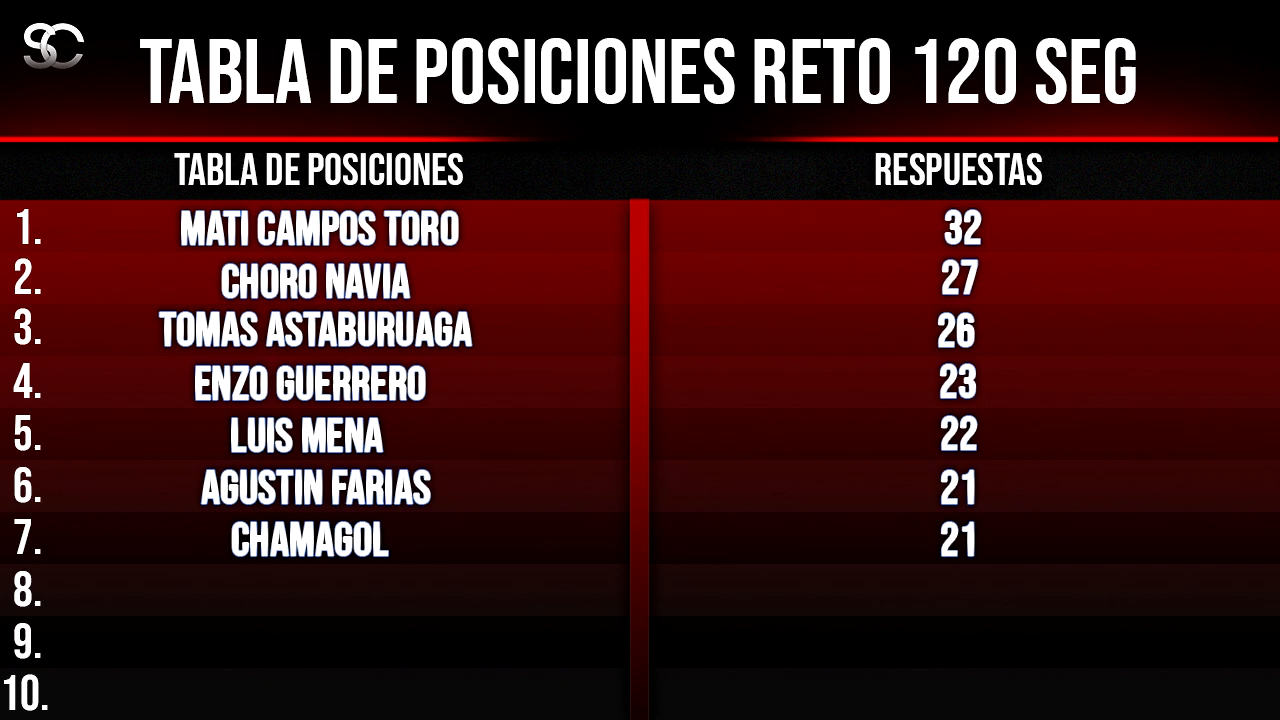 SC
TABLA DE POSICIONES RETO 120 SEG
TABLA DE POSICIONES RESPUESTAS
1. MATI CAMPOS TORO 32
2. CHORO NAVIA 27
3. TOMAS ASTABURUAGA 26
4. ENZO GUERRERO 23
5. LUIS MENA 22
6. AGUSTIN FARIAS 21
7. CHAMAGOL 21
8.
9.
10.